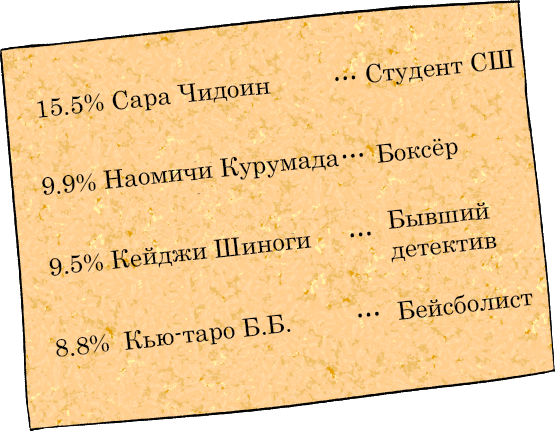 15.5% Сара Чидоин ... Студент СШ
9.9% Наомичи Курумада ... Боксёр
9.5% Кейджи Шиноги ... Бывший
детектив
8.8% Кью-таро Б.Б. ... Бейсболист